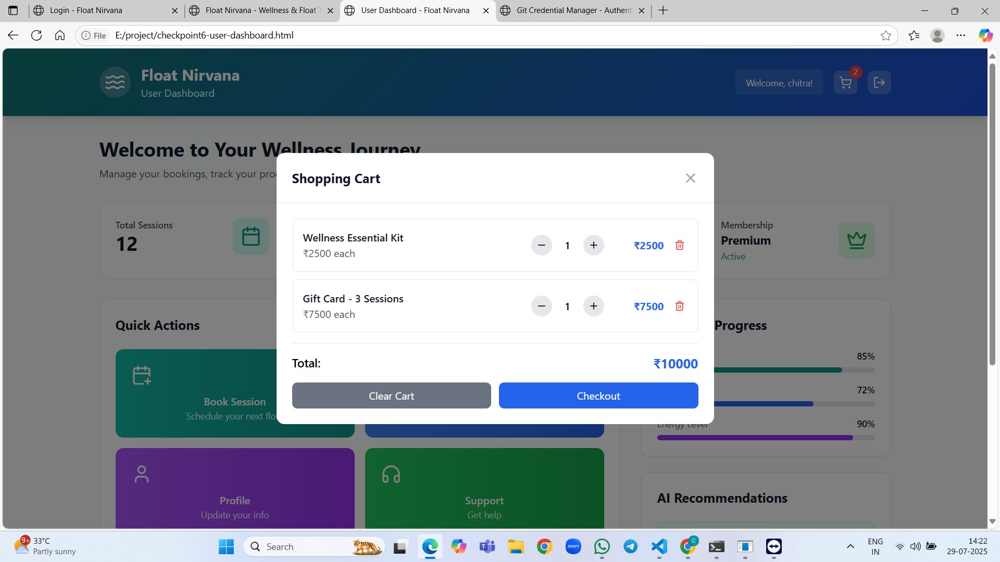 Login - Float Nirvana
Float Nirvana - Wellness & Float T
User Dashboard - Float Nirvana
Git Credential Manager - Authent
File
E:/project/checkpoint6-user-dashboard.html
Float Nirvana
User Dashboard
Welcome, chitra!
2
Welcome to Your Wellness Journey
Manage your bookings, track your
Total Sessions
12
Membership
Premium
Active
Shopping Cart
Wellness Essential Kit
₹2500 each
1
₹2500
Gift Card - 3 Sessions
₹7500 each
1
₹7500
Total:
₹10000
Clear Cart
Checkout
Quick Actions
Book Session
Schedule your next flo
Profile
Update your info
Support
Get help
Progress
85%
72%
Energy Level
90%
AI Recommendations
9+
33°C
Partly sunny
Search
zoom
C
ENG
IN
14:22
29-07-2025